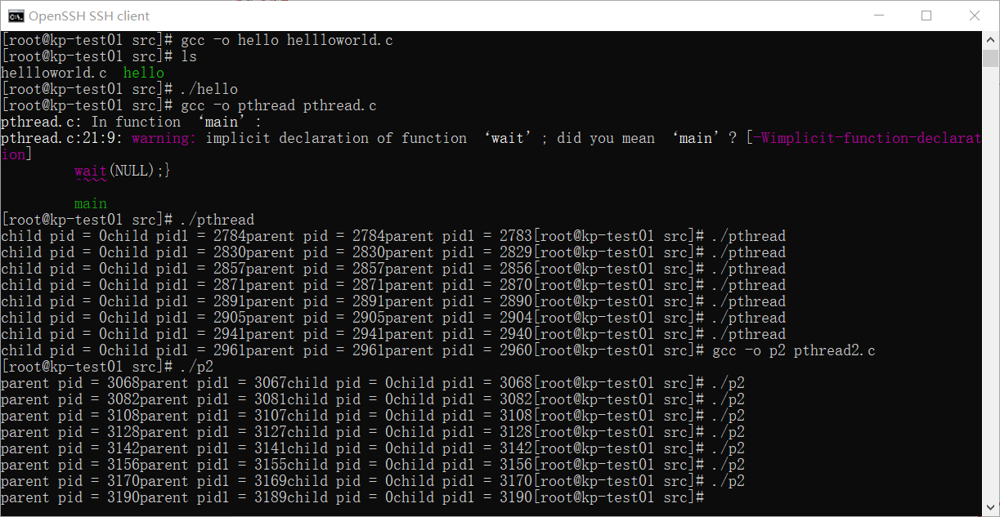 OpenSSH SSH client
[root@kp-test01 src]# gcc -o hello hellloworld.c
[root@kp-test01 src]# ls
hellloworld.c  hello
[root@kp-test01 src]# ./hello
[root@kp-test01 src]# gcc -o pthread pthread.c
pthread.c: In function ‘main’:
pthread.c:21:9: warning: implicit declaration of function ‘wait’; did you mean ‘main’? [-Wimplicit-function-declarat
ion]
         wait(NULL);}
         ^~~~
         main
[root@kp-test01 src]# ./pthread
child pid = 0child pid1 = 2784parent pid = 2784parent pid1 = 2783[root@kp-test01 src]# ./pthread
child pid = 0child pid1 = 2830parent pid = 2830parent pid1 = 2829[root@kp-test01 src]# ./pthread
child pid = 0child pid1 = 2857parent pid = 2857parent pid1 = 2856[root@kp-test01 src]# ./pthread
child pid = 0child pid1 = 2871parent pid = 2871parent pid1 = 2870[root@kp-test01 src]# ./pthread
child pid = 0child pid1 = 2891parent pid = 2891parent pid1 = 2890[root@kp-test01 src]# ./pthread
child pid = 0child pid1 = 2905parent pid = 2905parent pid1 = 2904[root@kp-test01 src]# ./pthread
child pid = 0child pid1 = 2941parent pid = 2941parent pid1 = 2940[root@kp-test01 src]# ./pthread
child pid = 0child pid1 = 2961parent pid = 2961parent pid1 = 2960[root@kp-test01 src]# gcc -o p2 pthread2.c
[root@kp-test01 src]# ./p2
parent pid = 3068parent pid1 = 3067child pid = 0child pid1 = 3068[root@kp-test01 src]# ./p2
parent pid = 3082parent pid1 = 3081child pid = 0child pid1 = 3082[root@kp-test01 src]# ./p2
parent pid = 3108parent pid1 = 3107child pid = 0child pid1 = 3108[root@kp-test01 src]# ./p2
parent pid = 3128parent pid1 = 3127child pid = 0child pid1 = 3128[root@kp-test01 src]# ./p2
parent pid = 3142parent pid1 = 3141child pid = 0child pid1 = 3142[root@kp-test01 src]# ./p2
parent pid = 3156parent pid1 = 3155child pid = 0child pid1 = 3156[root@kp-test01 src]# ./p2
parent pid = 3170parent pid1 = 3169child pid = 0child pid1 = 3170[root@kp-test01 src]# ./p2
parent pid = 3190parent pid1 = 3189child pid = 0child pid1 = 3190[root@kp-test01 src]#